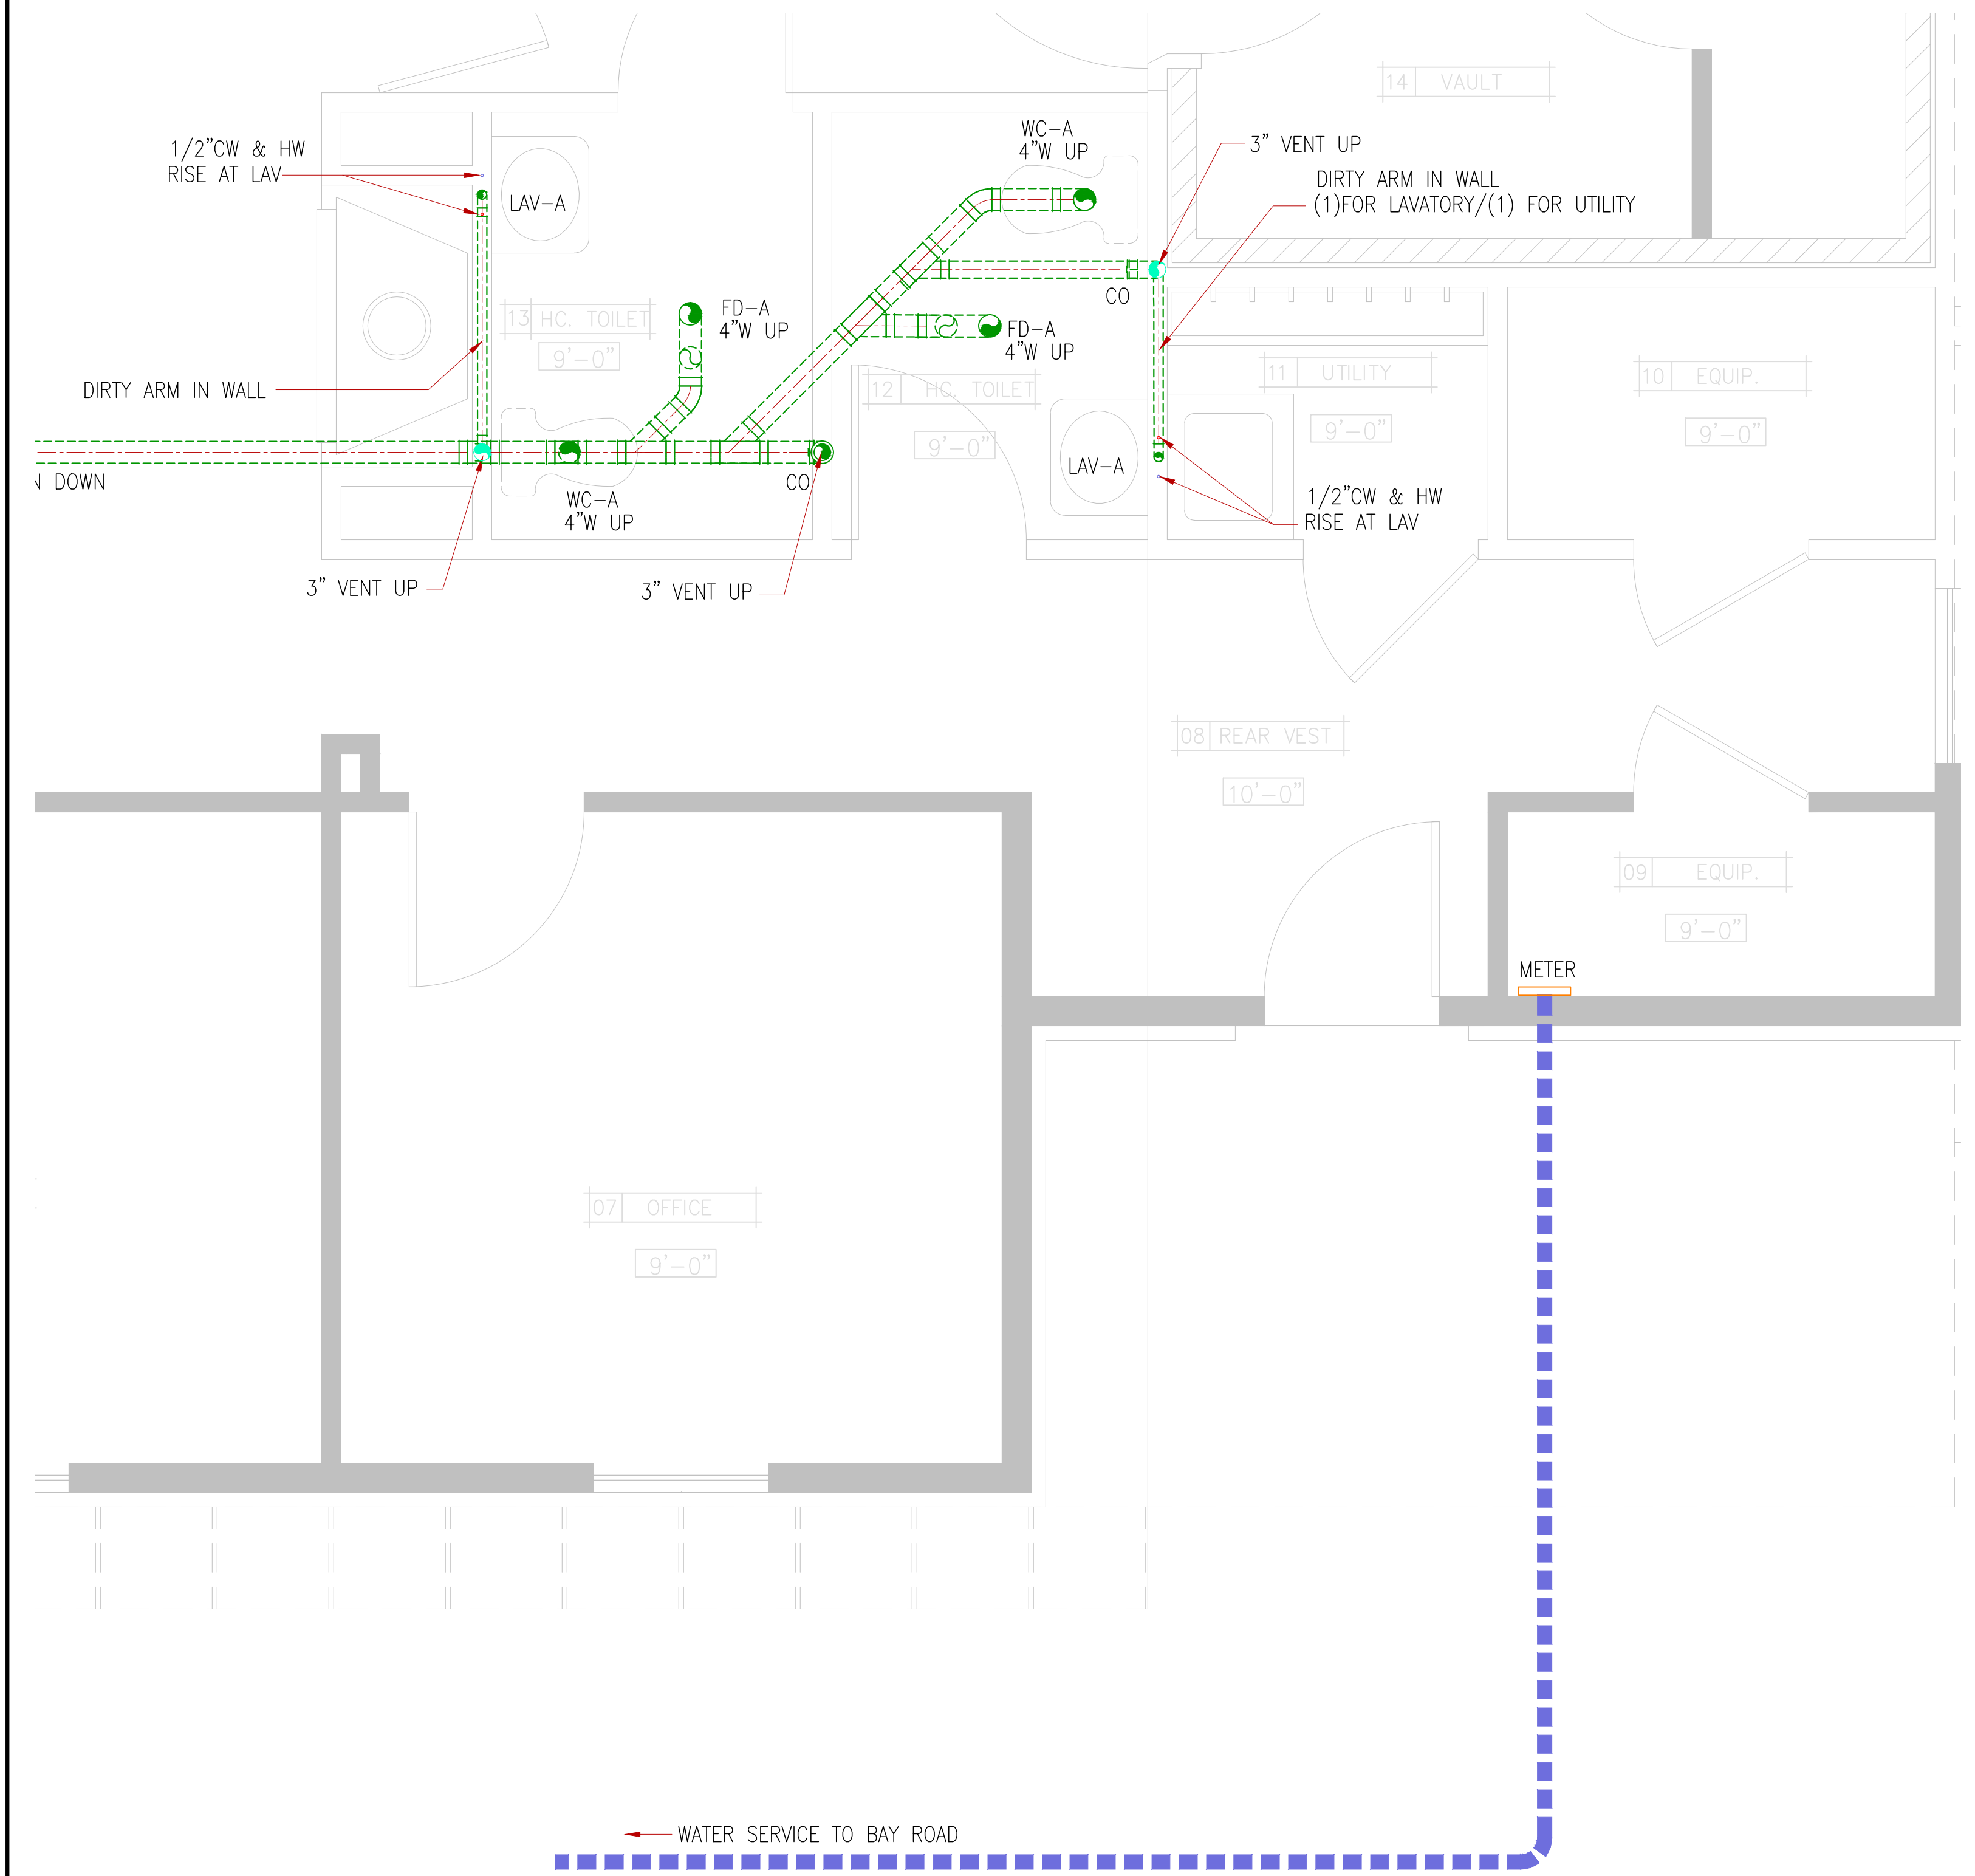 14 VAULT
WC-A
4"W UP
1/2"CW & HW
RISE AT LAV
3" VENT UP
DIRTY ARM IN WALL
(1)FOR LAVATORY/(1) FOR UTILITY
LAV-A
CO
13 HC. TOILET
9'-0"
FD-A
4"W UP
FD-A
4"W UP
11 UTILITY
9'-0"
10 EQUIP.
9'-0"
DIRTY ARM IN WALL
12 HC. TOILET
9'-0"
LAV-A
N DOWN
CO
WC-A
4"W UP
1/2"CW & HW
RISE AT LAV
3" VENT UP
3" VENT UP
08 REAR VEST
10'-0"
09 EQUIP.
9'-0"
METER
07 OFFICE
9'-0"
WATER SERVICE TO BAY ROAD